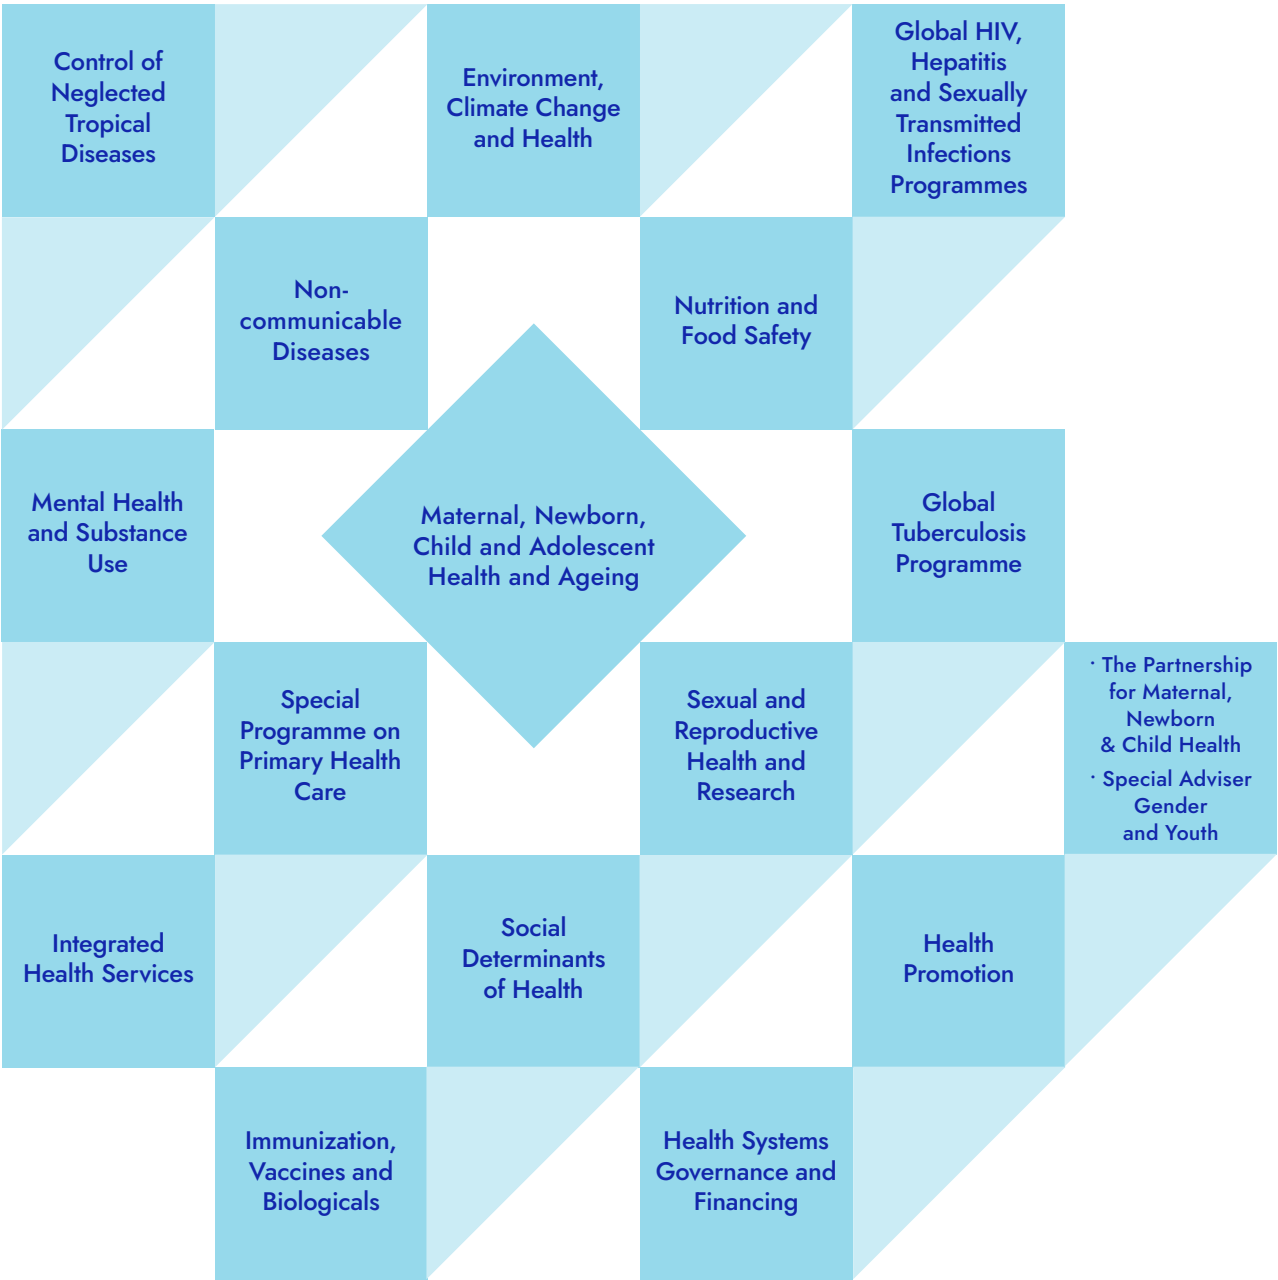 Control of
Neglected
Tropical
Diseases
Environment,
Climate Change
and Health
Global HIV,
Hepatitis
and Sexually
Transmitted
Infections
Programmes
Non-
communicable
Diseases
Nutrition and
Food Safety
Mental Health
and Substance
Use
Maternal, Newborn,
Child and Adolescent
Health and Ageing
Global
Tuberculosis
Programme
Special
Programme on
Primary Health
Care
Sexual and
Reproductive
Health and
Research
· The Partnership
for Maternal,
Newborn
& Child Health
· Special Adviser
Gender
and Youth
Integrated
Health Services
Social
Determinants
of Health
Health
Promotion
Immunization,
Vaccines and
Biologicals
Health Systems
Governance and
Financing